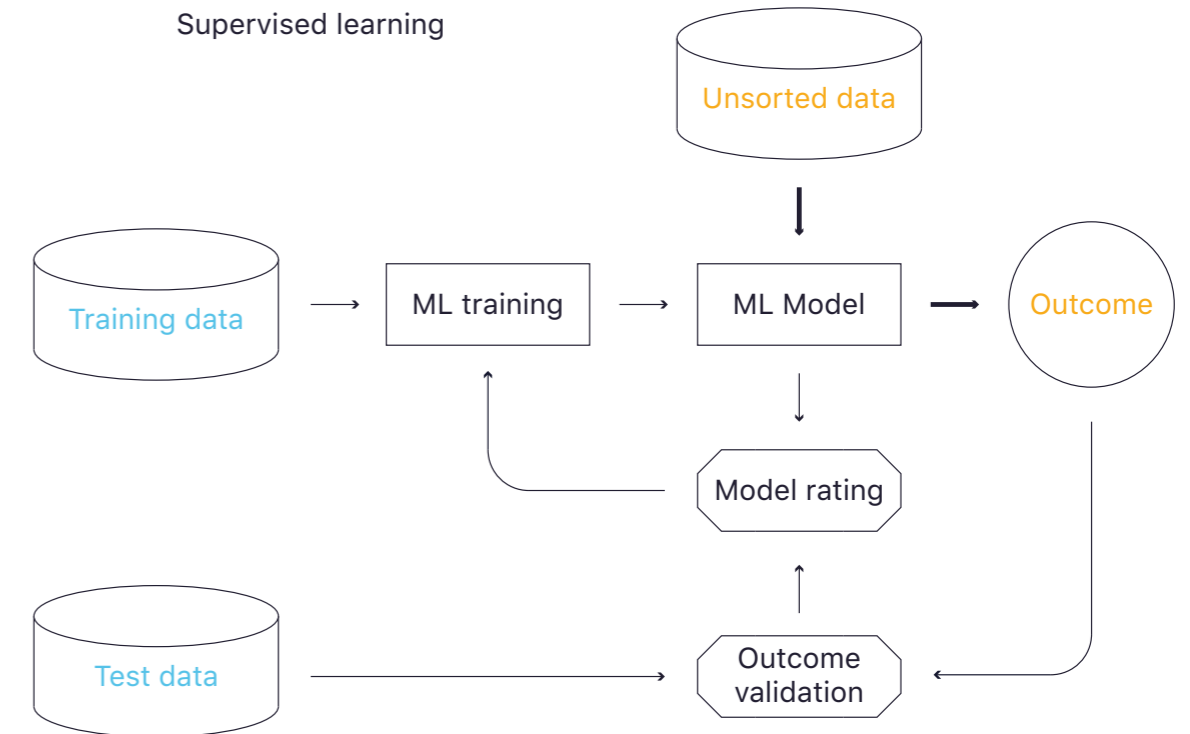 Supervised learning
Unsorted data
Training data
ML training
ML Model
Outcome
Model rating
Test data
Outcome
validation